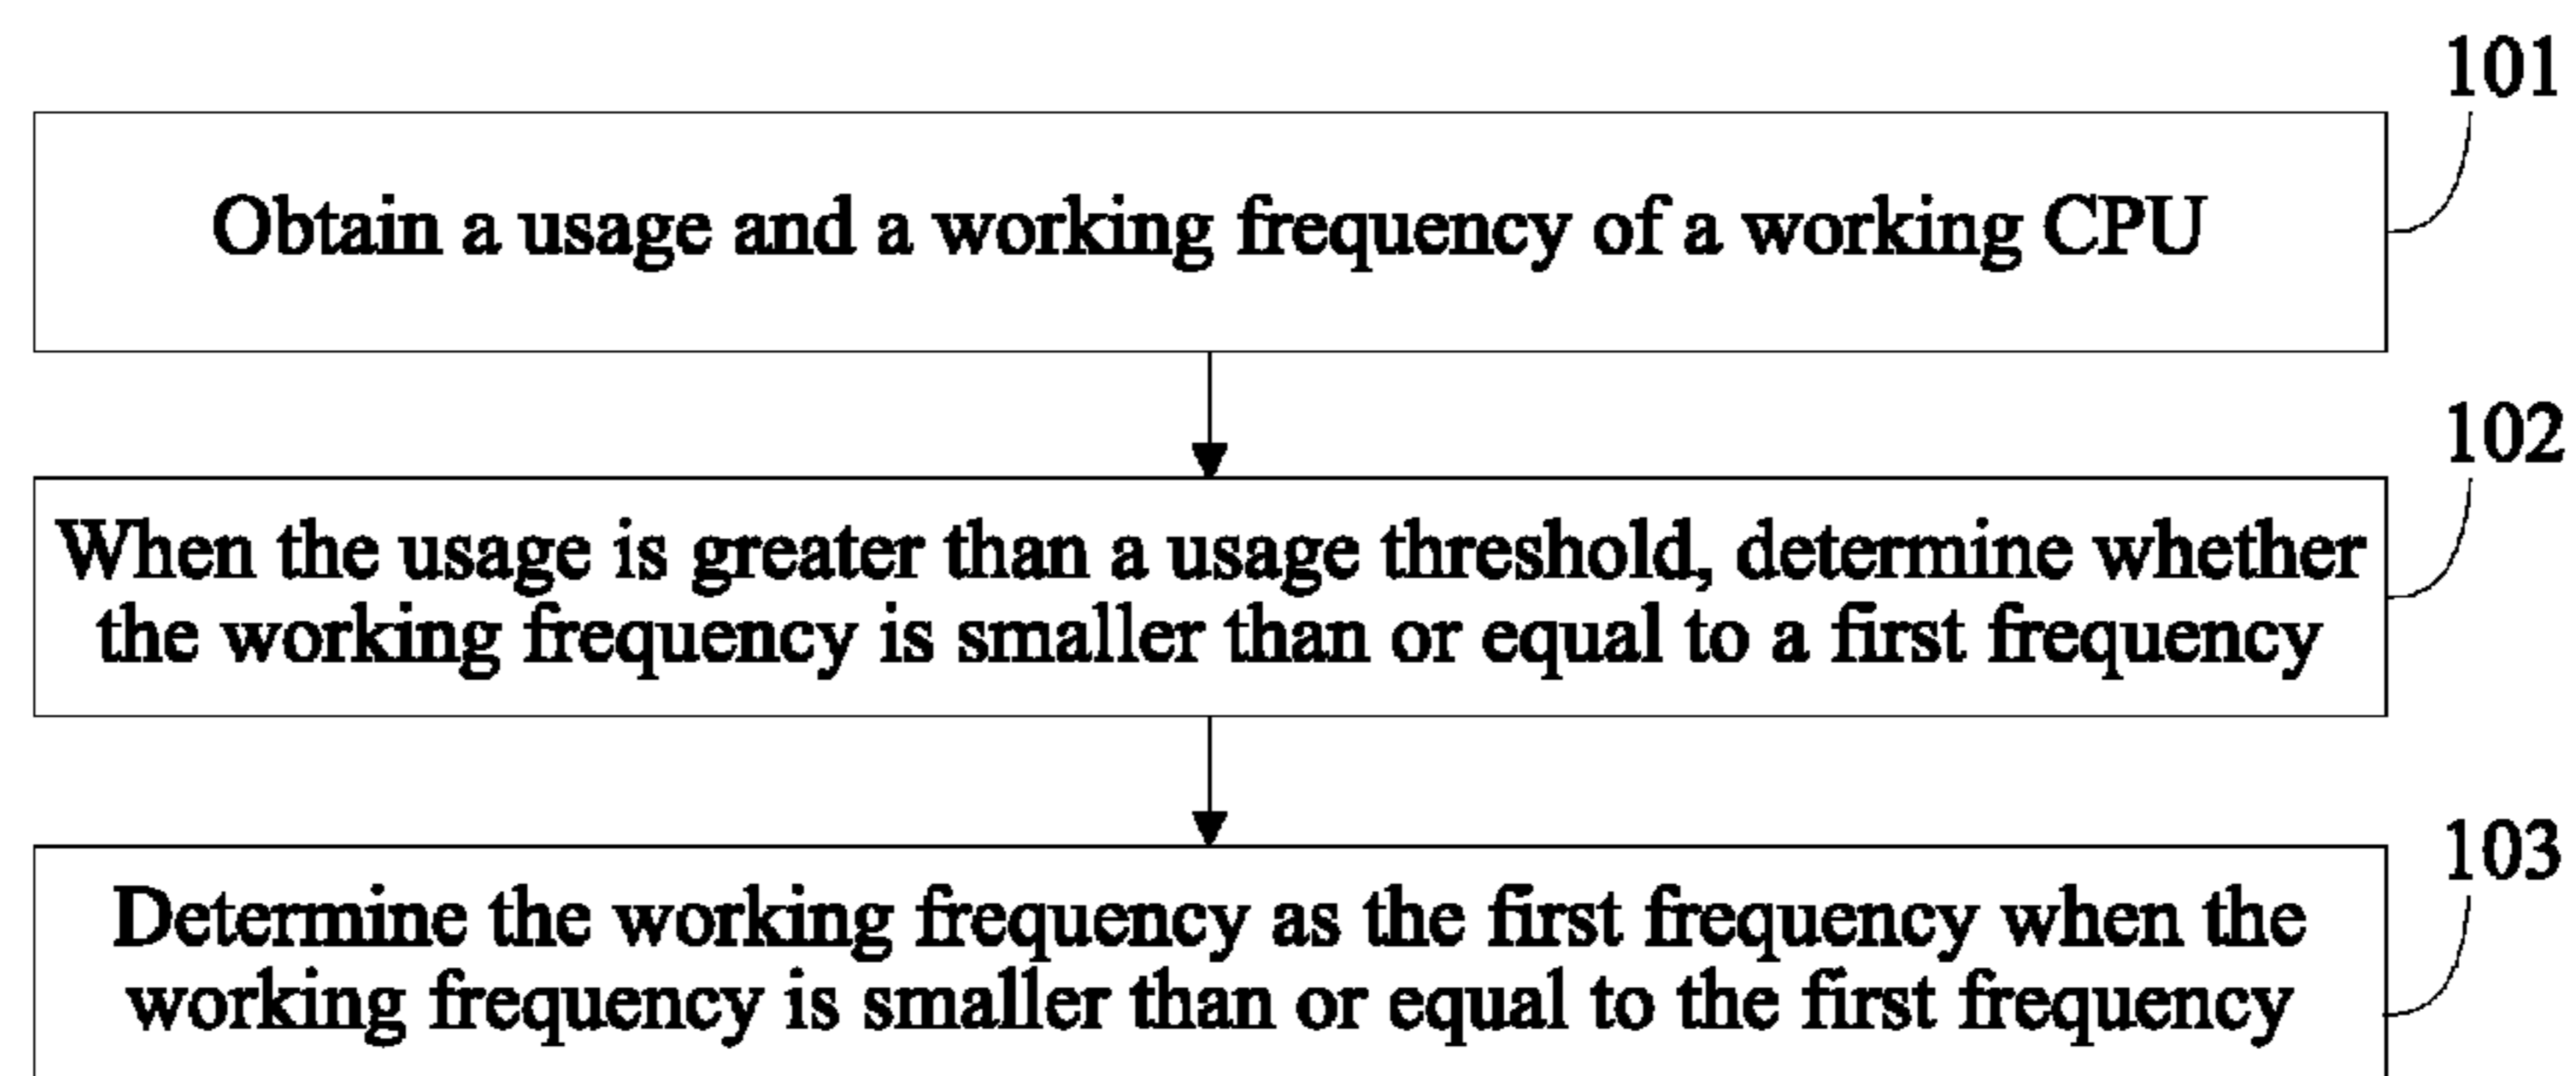 101
Obtain a usage and a working frequency of a working CPU
102
When the usage is greater than a usage threshold, determine whether
the working frequency is smaller than or equal to a first frequency
103
Determine the working frequency as the first frequency when the
working frequency is smaller than or equal to the first frequency